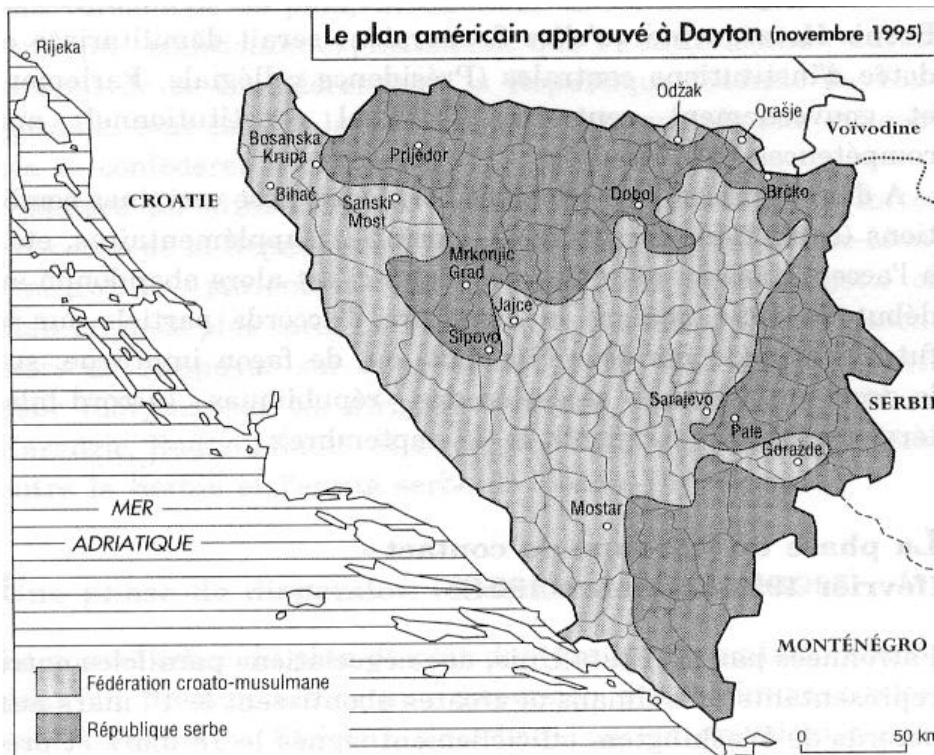 Le plan américain approuvé à Dayton (novembre 1995)
Rijeka
Odžak
Orašje
Voïvodine
Bosanska
Krupa
Prijédor
Bihać
Sanski
Most
Doboj
Brčko
CROATIE
Mrkonjic
Grad
Jajce
Sipovo
Sarajevo
Pale
SERBIE
Goražde
MER
ADRIATIQUE
Mostar
MONTÉNÉGRO
Fédération croato-musulmane
République serbe
0 50 km